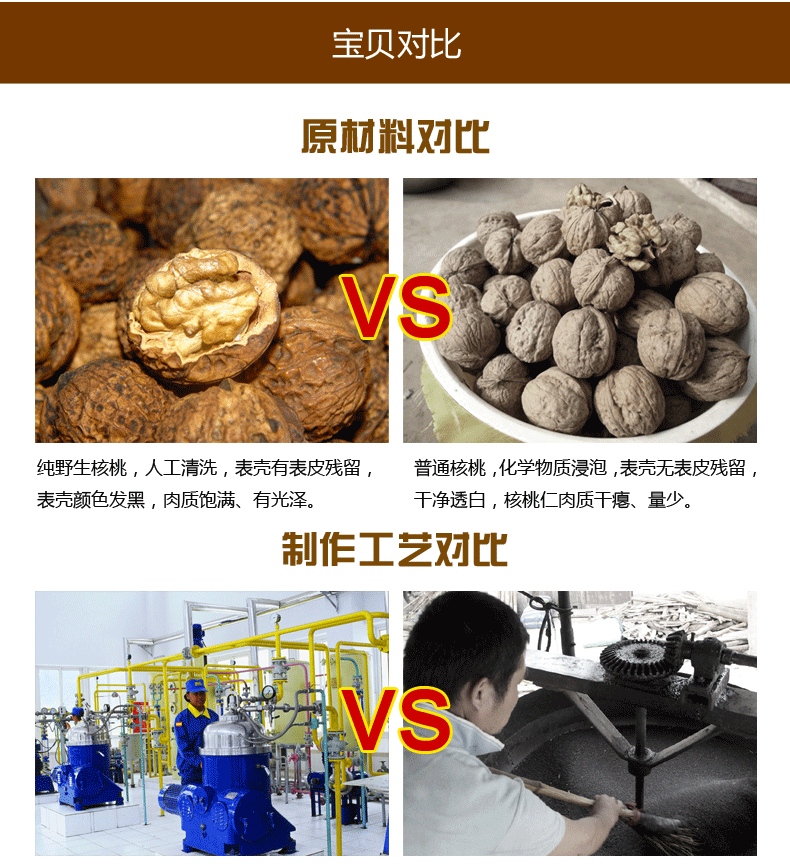 宝贝对比
原材料对比
VS
纯野生核桃，人工清洗，表壳有表皮残留，
表壳颜色发黑，肉质饱满、有光泽。
普通核桃，化学物质浸泡，表壳无表皮残留，
干净透白，核桃仁肉质干瘪、量少。
制作工艺对比
VS